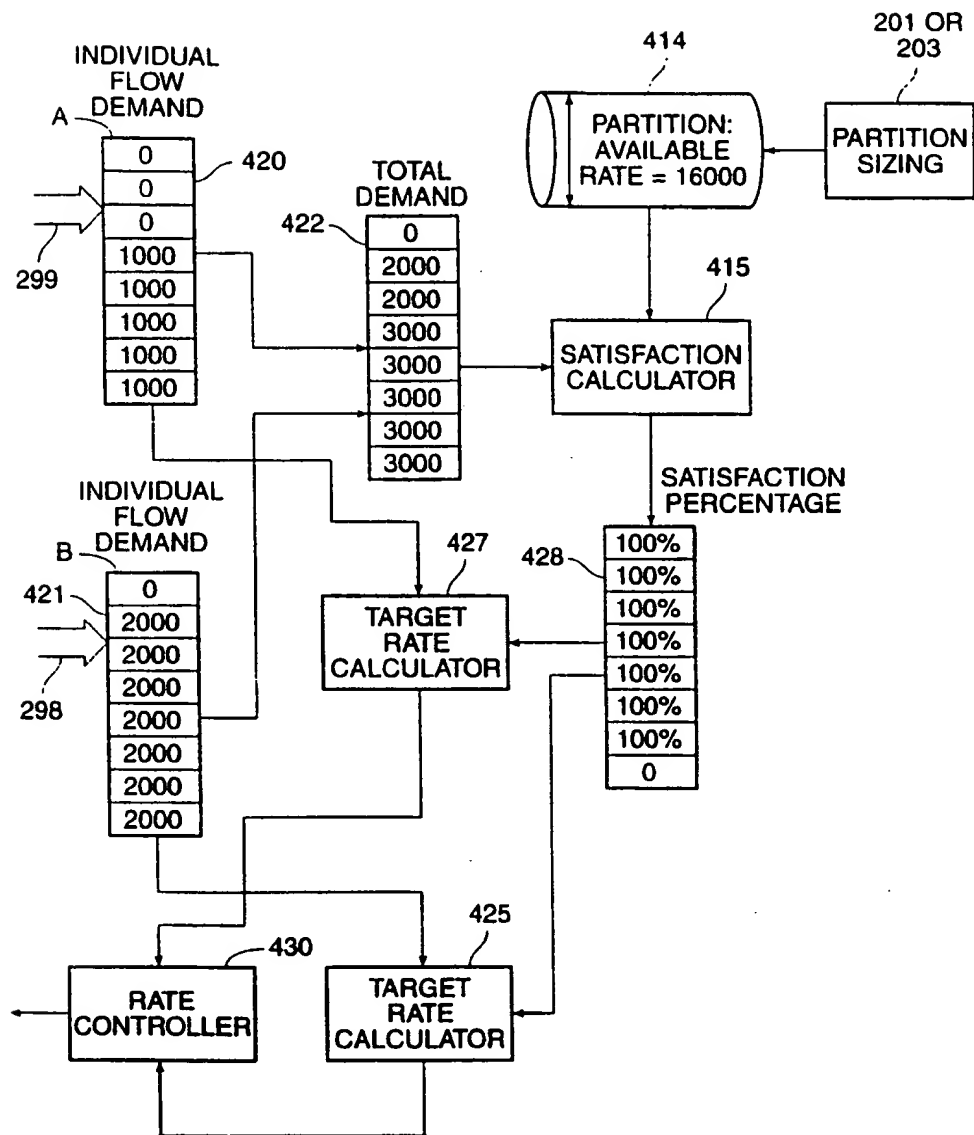 INDIVIDUAL
FLOW
DEMAND
A
0
0
0
1000
1000
1000
1000
1000
420
299
TOTAL
DEMAND
422
0
2000
2000
3000
3000
3000
3000
3000
414
PARTITION:
AVAILABLE
RATE = 16000
201 OR
203
PARTITION
SIZING
415
SATISFACTION
CALCULATOR
SATISFACTION
PERCENTAGE
428
100%
100%
100%
100%
100%
100%
100%
0
INDIVIDUAL
FLOW
DEMAND
B
421
0
2000
2000
2000
2000
2000
2000
2000
298
427
TARGET
RATE
CALCULATOR
430
RATE
CONTROLLER
425
TARGET
RATE
CALCULATOR